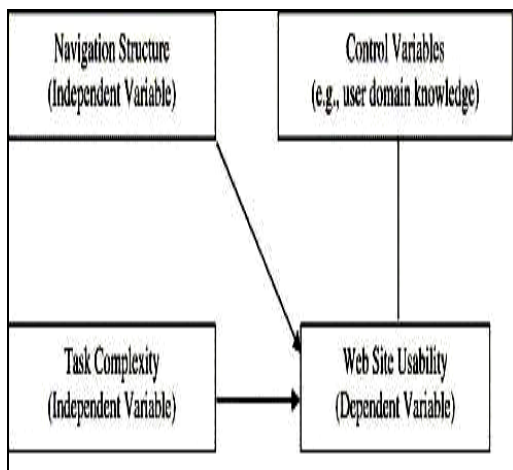 Navigation Structure
(Independent Variable)
Control Variables
(e.g., user domain knowledge)
Task Complexity
(Independent Variable)
Web Site Usability
(Dependent Variable)